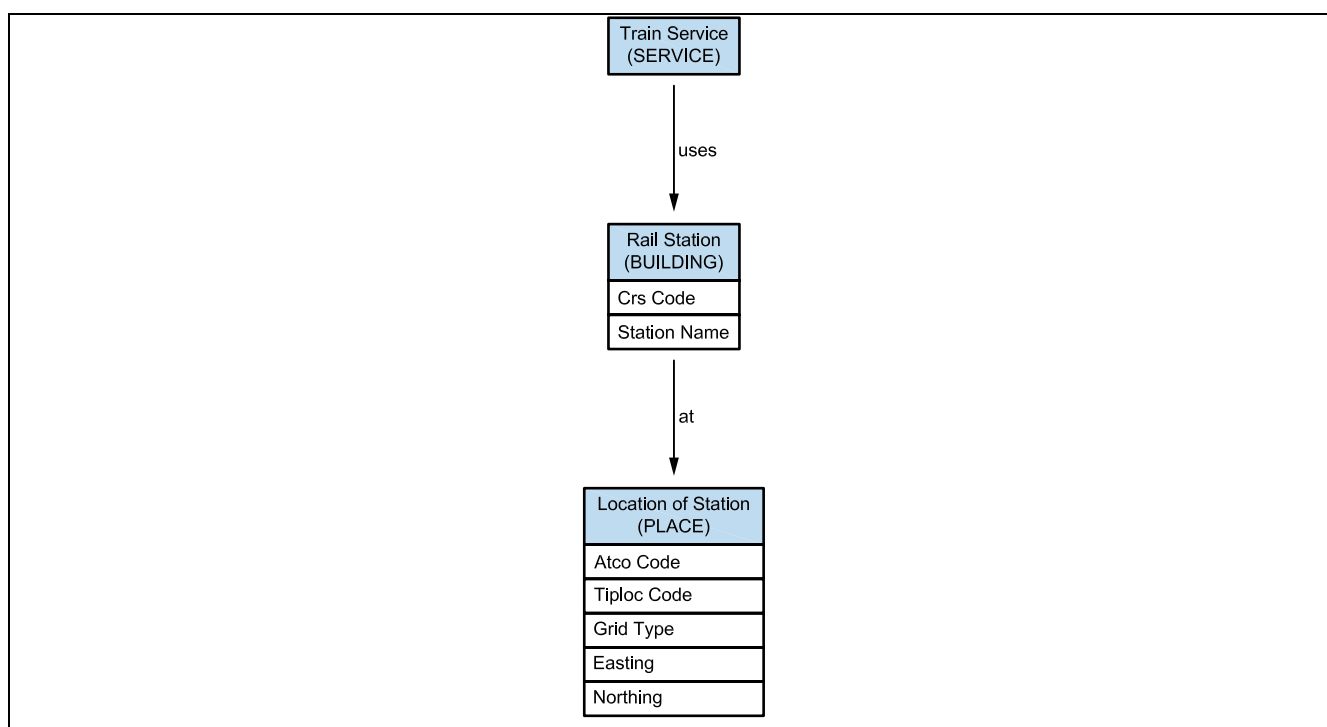 Train Service
(SERVICE)
uses
Rail Station
(BUILDING)
Crs Code
Station Name
at
Location of Station
(PLACE)
Atco Code
Tiploc Code
Grid Type
Easting
Northing